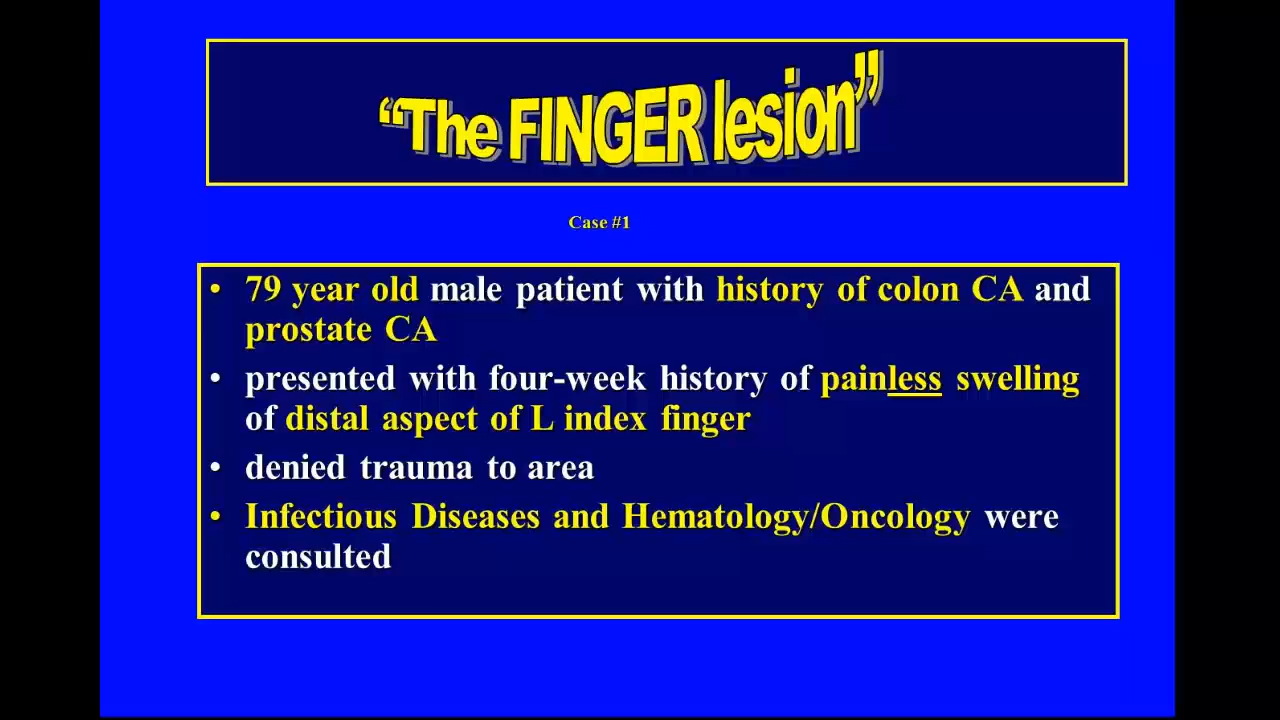 “The FINGER lesion”
Case #1
• 79 year old male patient with history of colon CA and
prostate CA
• presented with four-week history of painless swelling
of distal aspect of L index finger
• denied trauma to area
• Infectious Diseases and Hematology/Oncology were
consulted